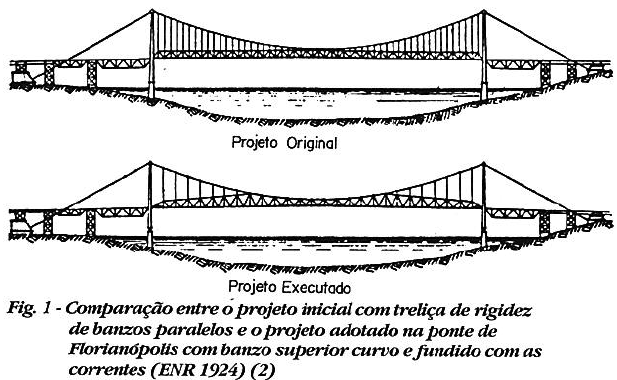 Projeto Original
Projeto Executado
Fig. 1 - Comparação entre o projeto inicial com treliça de rigidez
de banzos paralelos e o projeto adotado na ponte de
Florianópolis com banzo superior curvo e fundido com as
correntes (ENR 1924) (2)